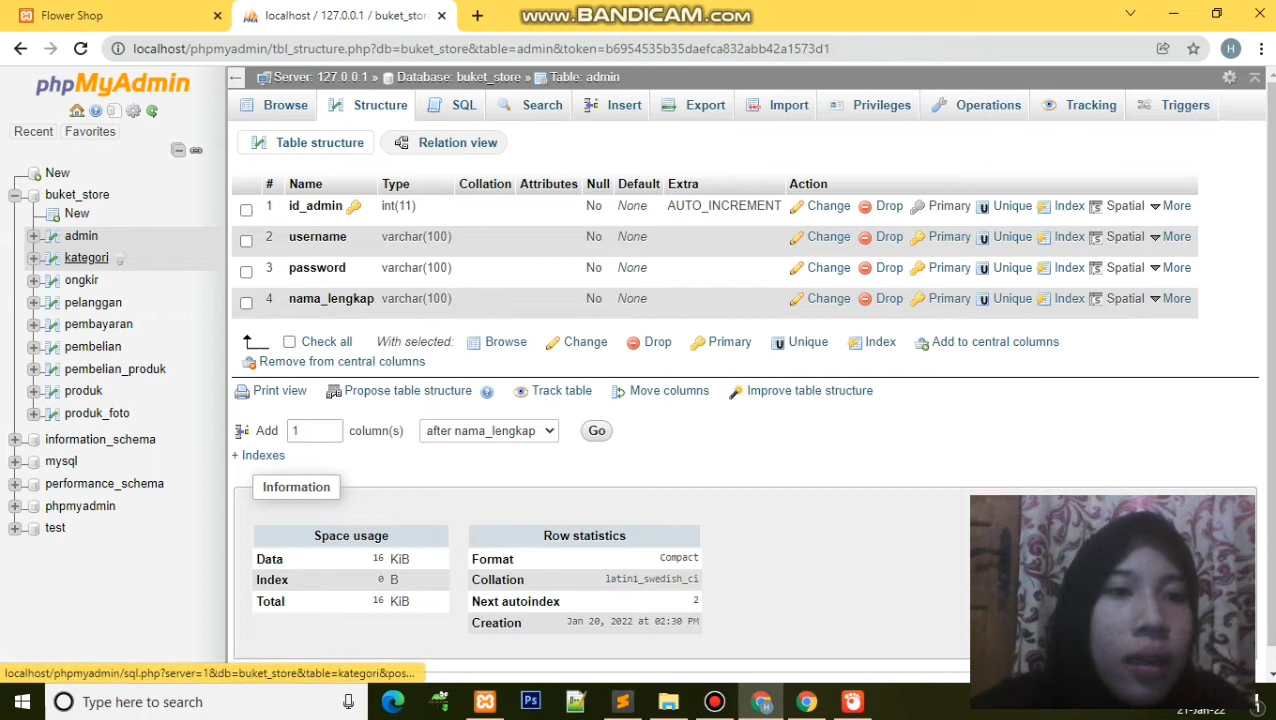 Flower Shop
localhost / 127.0.0.1 / buket_stor
www.BANDICAM.com
localhost/phpmyadmin/tbl_structure.php?db=buket_store&table=admin&token=b6954535b35daefca832abb42a1573d1
H
phpMyAdmin
Recent
Favorites
New
buket_store
New
admin
kategori
ongkir
pelanggan
pembayaran
pembelian
pembelian_produk
produk
produk_foto
information_schema
mysql
performance_schema
phpmyadmin
test
Server: 127.0.0.1 » Database: buket_store » Table: admin
Browse Structure SQL Search Insert Export Import Privileges Operations Tracking Triggers
Table structure Relation view
# Name Type Collation Attributes Null Default Extra Action
1 id_admin int(11) No None AUTO_INCREMENT Change Drop Primary Unique Index Spatial More
2 username varchar(100) No None Change Drop Primary Unique Index Spatial More
3 password varchar(100) No None Change Drop Primary Unique Index Spatial More
4 nama_lengkap varchar(100) No None Change Drop Primary Unique Index Spatial More
Check all With selected: Browse Change Drop Primary Unique Index Add to central columns
Remove from central columns
Print view Propose table structure Track table Move columns Improve table structure
Add 1 column(s) after nama_lengkap Go
+ Indexes
Information
Space usage
Data 16 KiB
Index 0 B
Total 16 KiB
Row statistics
Format Compact
Collation latin1_swedish_ci
Next autoindex 2
Creation Jan 20, 2022 at 02:30 PM
localhost/phpmyadmin/sql.php?server=1&db=buket_store&table=kategori&pos...
Type here to search
Ps
21-Jan-22